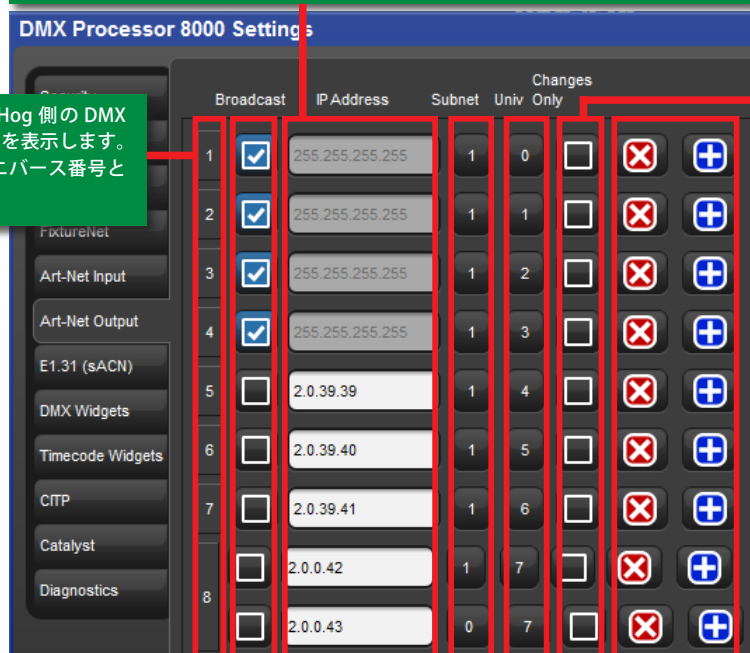 DMX Processor 8000 Settings
Hog 側の DMX
を表示します。
ニバース番号と
FixtureNet
Art-Net Input
Art-Net Output
E1.31 (sACN)
DMX Widgets
Timecode Widgets
CITP
Catalyst
Diagnostics
Broadcast IP Address Subnet Univ Changes Only
1 255.255.255.255 1 0
2 255.255.255.255 1 1
3 255.255.255.255 1 2
4 255.255.255.255 1 3
5 2.0.39.39 1 4
6 2.0.39.40 1 5
7 2.0.39.41 1 6
8 2.0.0.42 1 7
2.0.0.43 0 7